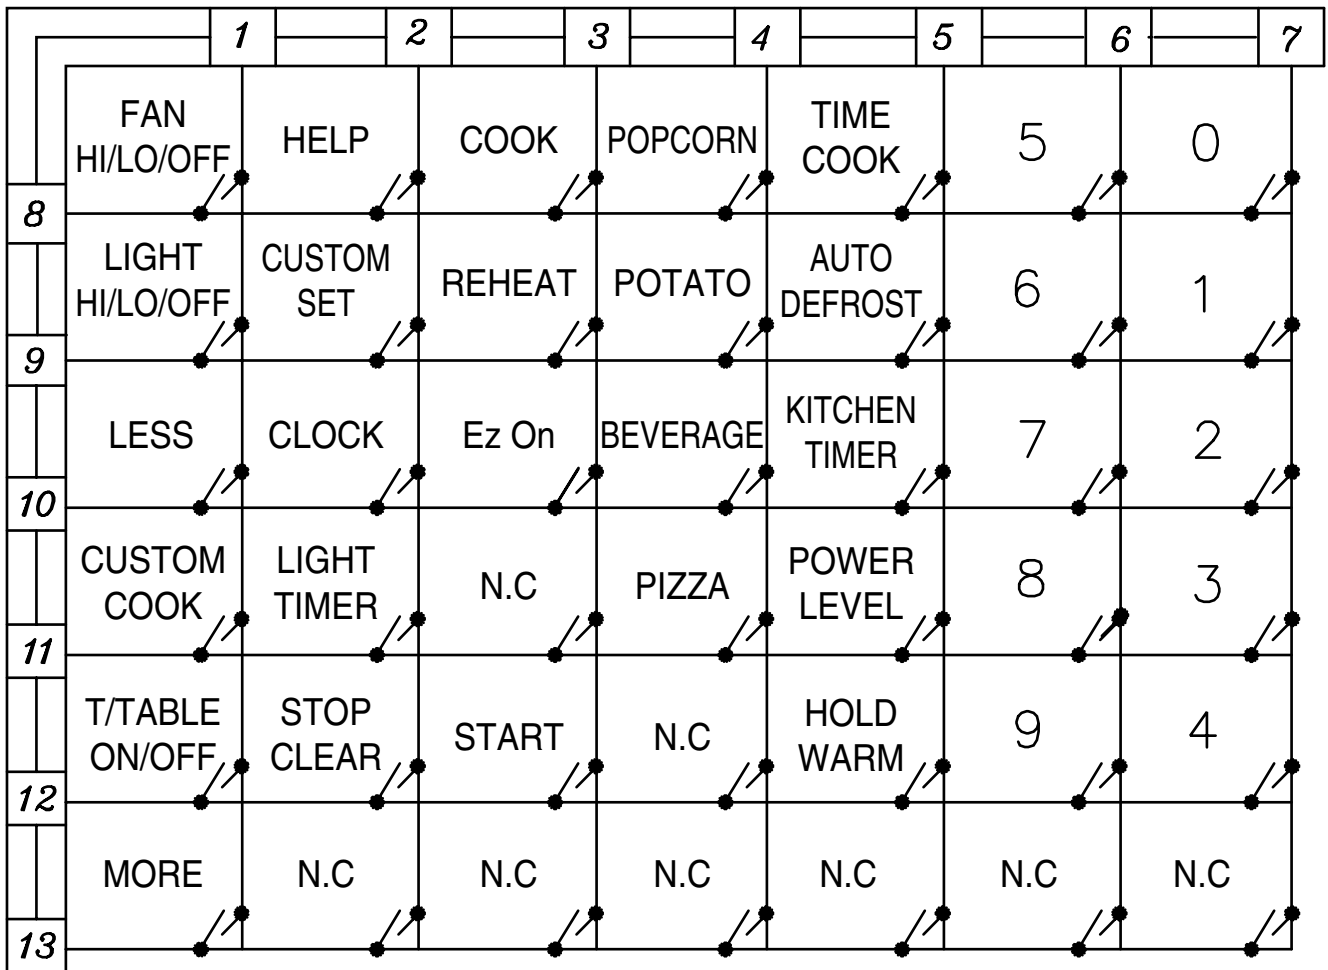 1 2 3 4 5 6 7
FAN
HI/LO/OFF
HELP
COOK
POPCORN
TIME
COOK
5
0
8
LIGHT
HI/LO/OFF
CUSTOM
SET
REHEAT
POTATO
AUTO
DEFROST
6
1
9
LESS
CLOCK
Ez On
BEVERAGE
KITCHEN
TIMER
7
2
10
CUSTOM
COOK
LIGHT
TIMER
N.C
PIZZA
POWER
LEVEL
8
3
11
T/TABLE
ON/OFF
STOP
CLEAR
START
N.C
HOLD
WARM
9
4
12
MORE
N.C
N.C
N.C
N.C
N.C
N.C
13